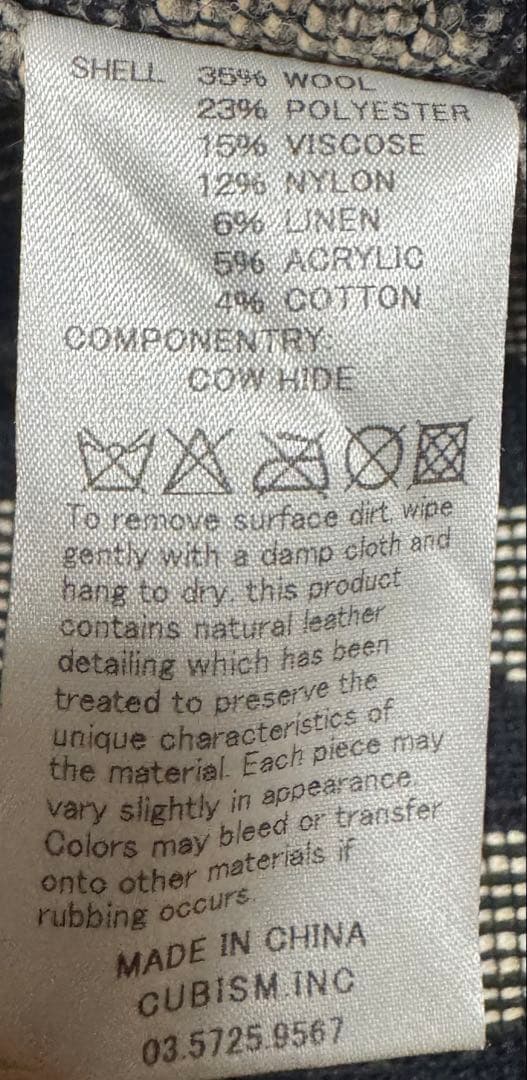 SHELL 35% WOOL
23% POLYESTER
15% VISCOSE
12% NYLON
6% LINEN
5% ACRYLIC
4% COTTON
COMPONENTRY:
COW HIDE
To remove surface dirt, wipe
gently with a damp cloth and
hang to dry. this product
contains natural leather
detailing which has been
treated to preserve the
unique characteristics of
the material. Each piece may
vary slightly in appearance.
Colors may bleed or transfer
onto other materials if
rubbing occurs.
MADE IN CHINA
CUBISM.INC
03.5725.9567